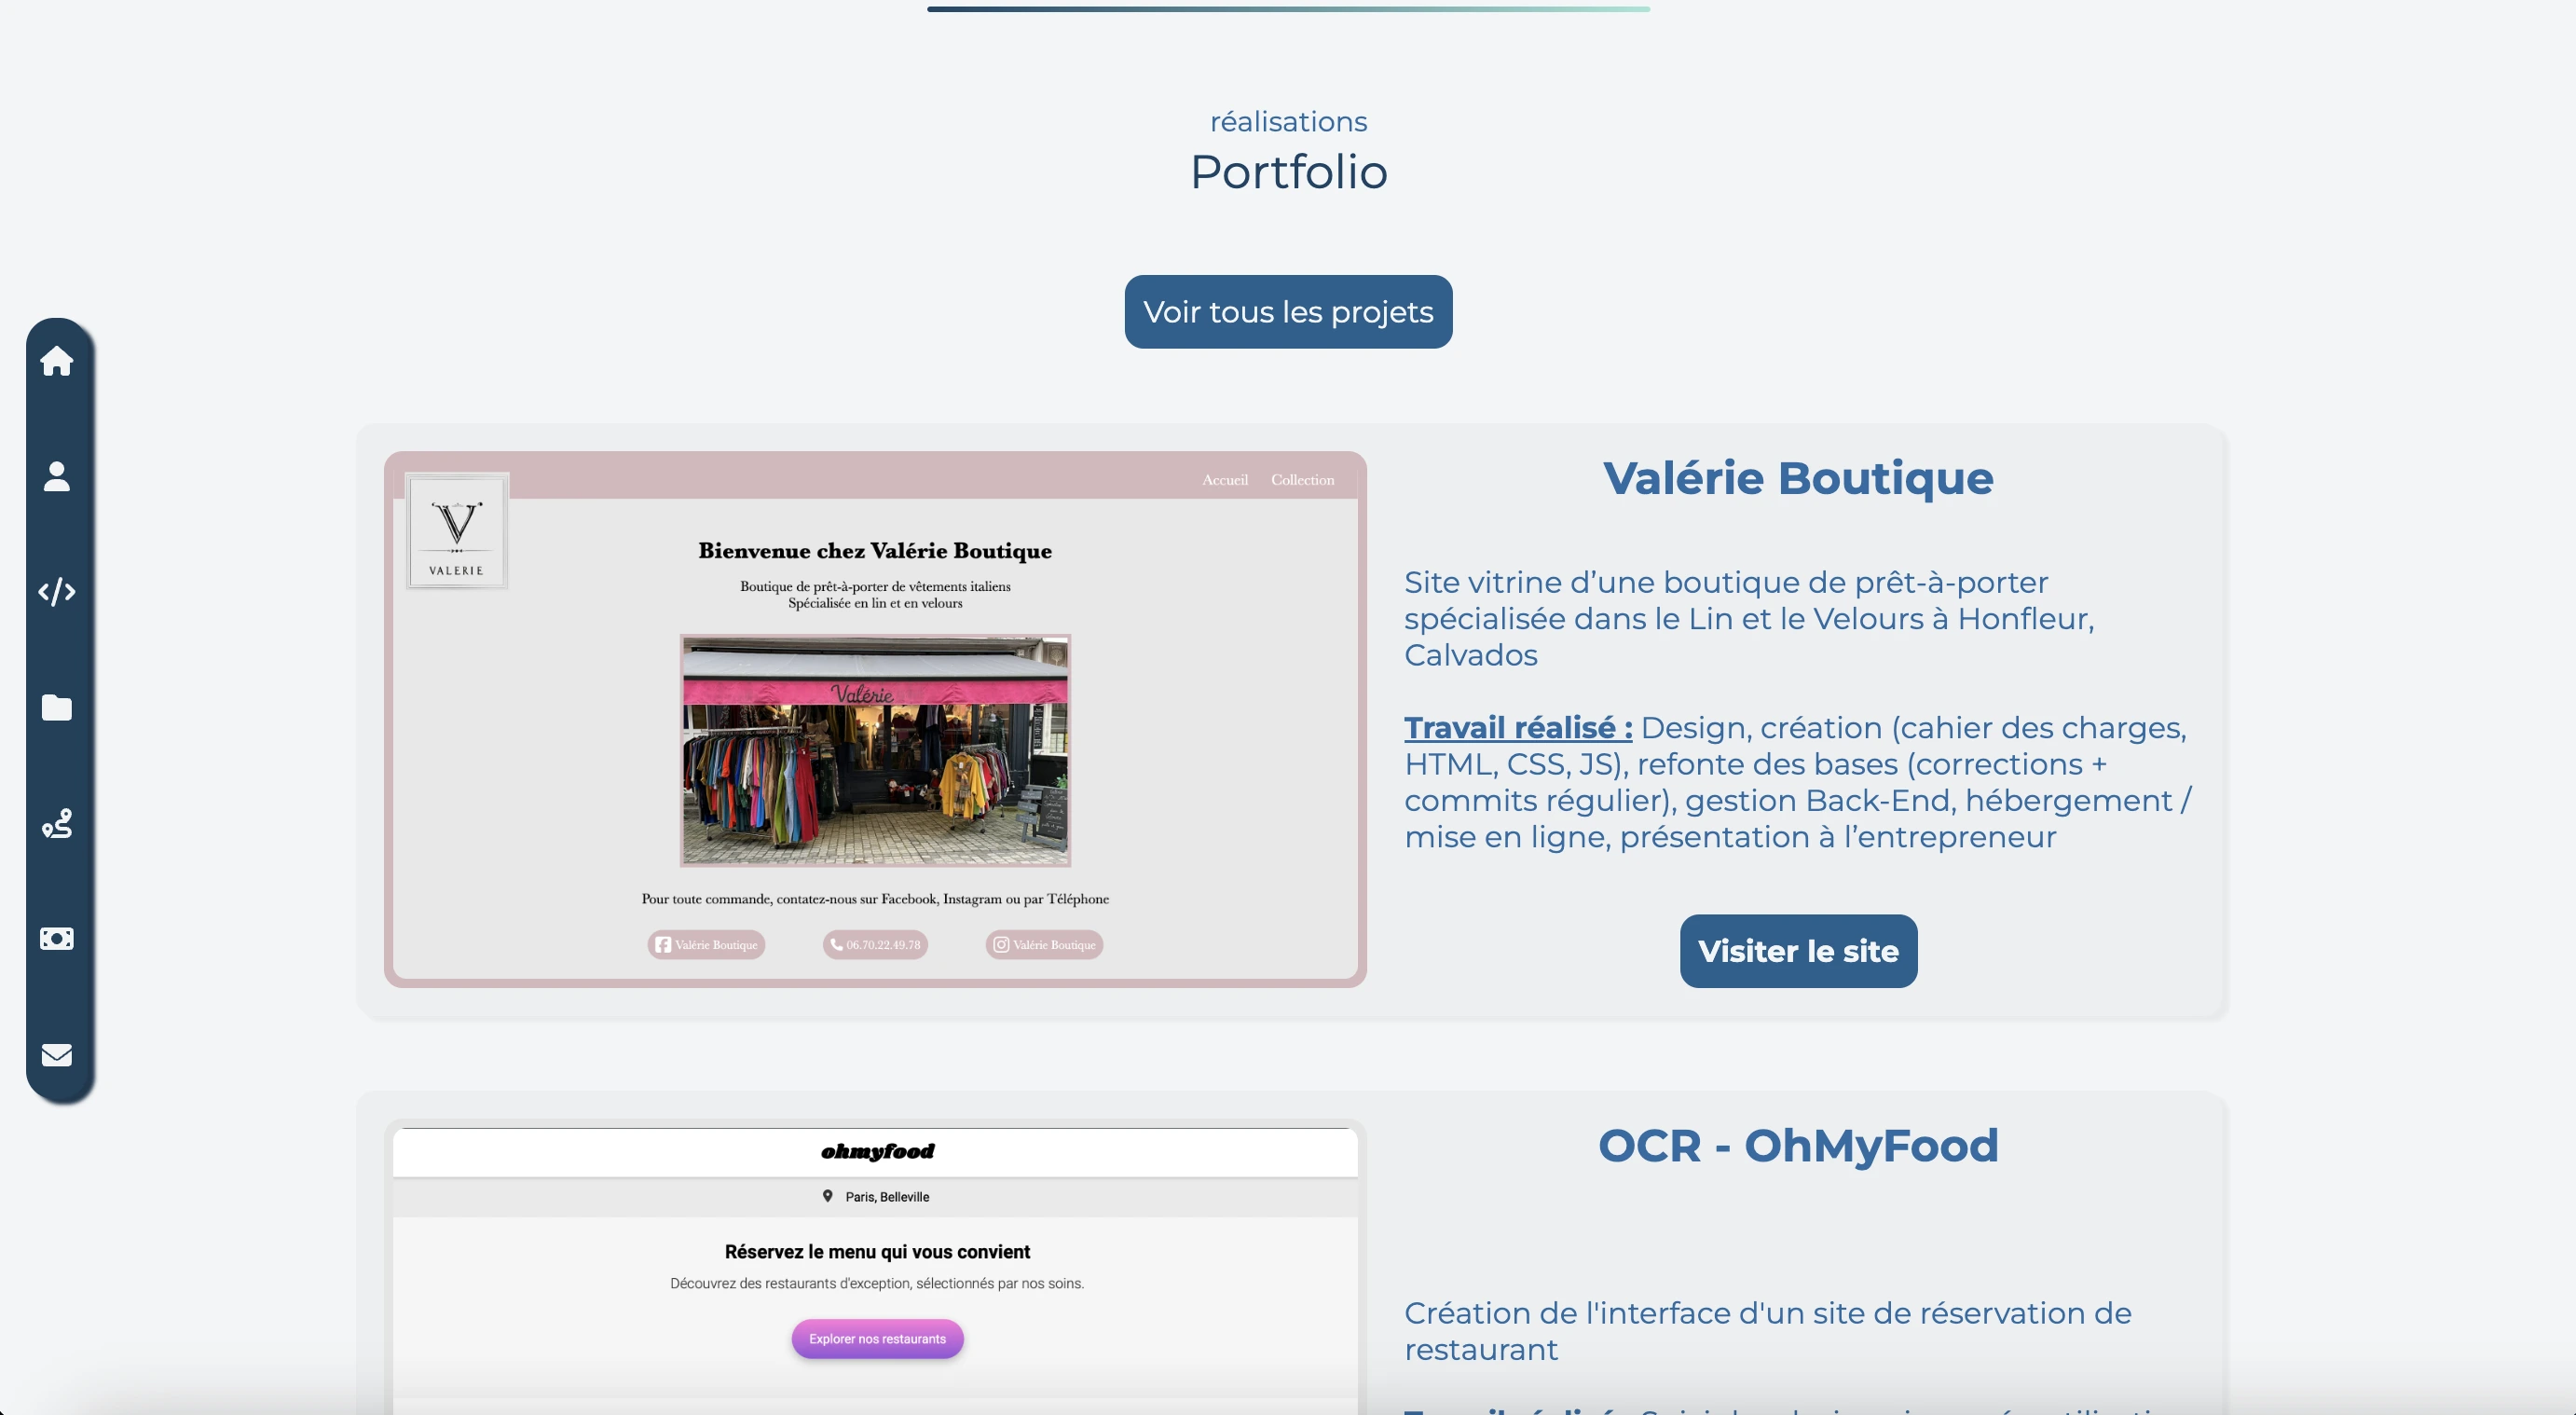 réalisations
Portfolio
Voir tous les projets
Accueil Collection
V
VALERIE
Bienvenue chez Valérie Boutique
Boutique de prêt-à-porter de vêtements italiens
Spécialisée en lin et en velours
Valérie
Pour toute commande, contatez-nous sur Facebook, Instagram ou par Téléphone
Valérie Boutique
06.70.22.49.78
Valérie Boutique
Valérie Boutique
Site vitrine d’une boutique de prêt-à-porter
spécialisée dans le Lin et le Velours à Honfleur,
Calvados
Travail réalisé : Design, création (cahier des charges,
HTML, CSS, JS), refonte des bases (corrections +
commits régulier), gestion Back-End, hébergement /
mise en ligne, présentation à l’entrepreneur
Visiter le site
ohmyfood
Paris, Belleville
Réservez le menu qui vous convient
Découvrez des restaurants d'exception, sélectionnés par nos soins.
Explorer nos restaurants
OCR - OhMyFood
Création de l'interface d'un site de réservation de
restaurant